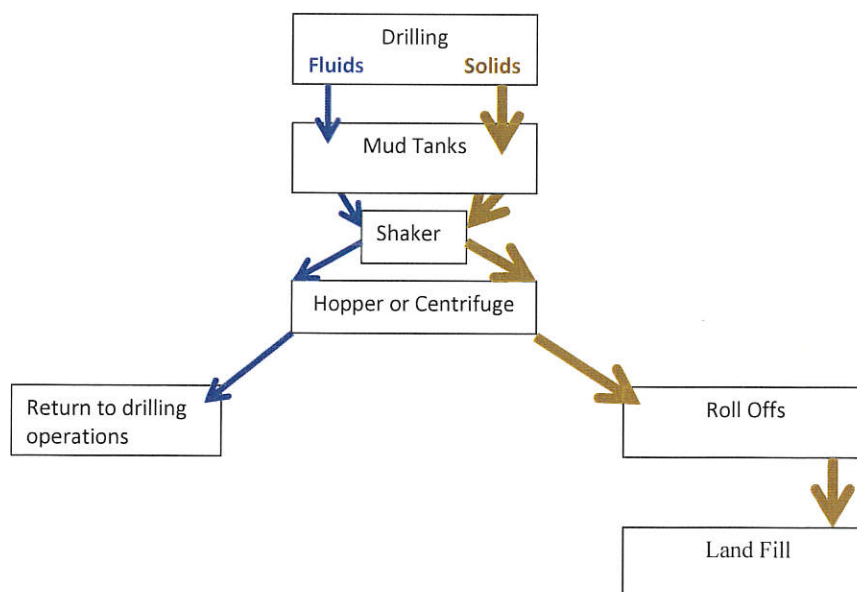 Drilling
Fluids Solids
Mud Tanks
Shaker
Hopper or Centrifuge
Return to drilling
operations
Roll Offs
Land Fill